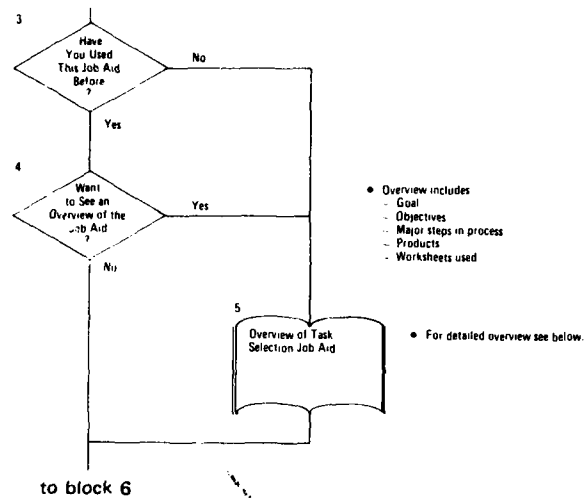 3
Have
You Used
This Job Aid
Before
?
No
Yes
4
Want
to See an
Overview of the
Job Aid
?
Yes
No
● Overview includes
- Goal
- Objectives
- Major steps in process
- Products
- Worksheets used
5
Overview of Task
Selection Job Aid
● For detailed overview see below.
to block 6